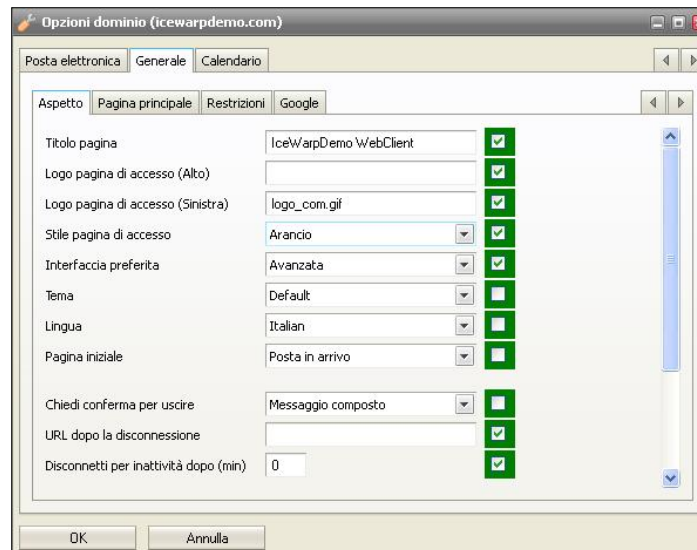 Opzioni dominio (icewarpdemo.com)
Posta elettronica Generale Calendario
Aspetto Pagina principale Restrizioni Google
Titolo pagina IceWarpDemo WebClient
Logo pagina di accesso (Alto)
Logo pagina di accesso (Sinistra) logo_com.gif
Stile pagina di accesso Arancio
Interfaccia preferita Avanzata
Tema Default
Lingua Italian
Pagina iniziale Posta in arrivo
Chiedi conferma per uscire Messaggio composto
URL dopo la disconnessione
Disconnetti per inattività dopo (min) 0
OK Annulla